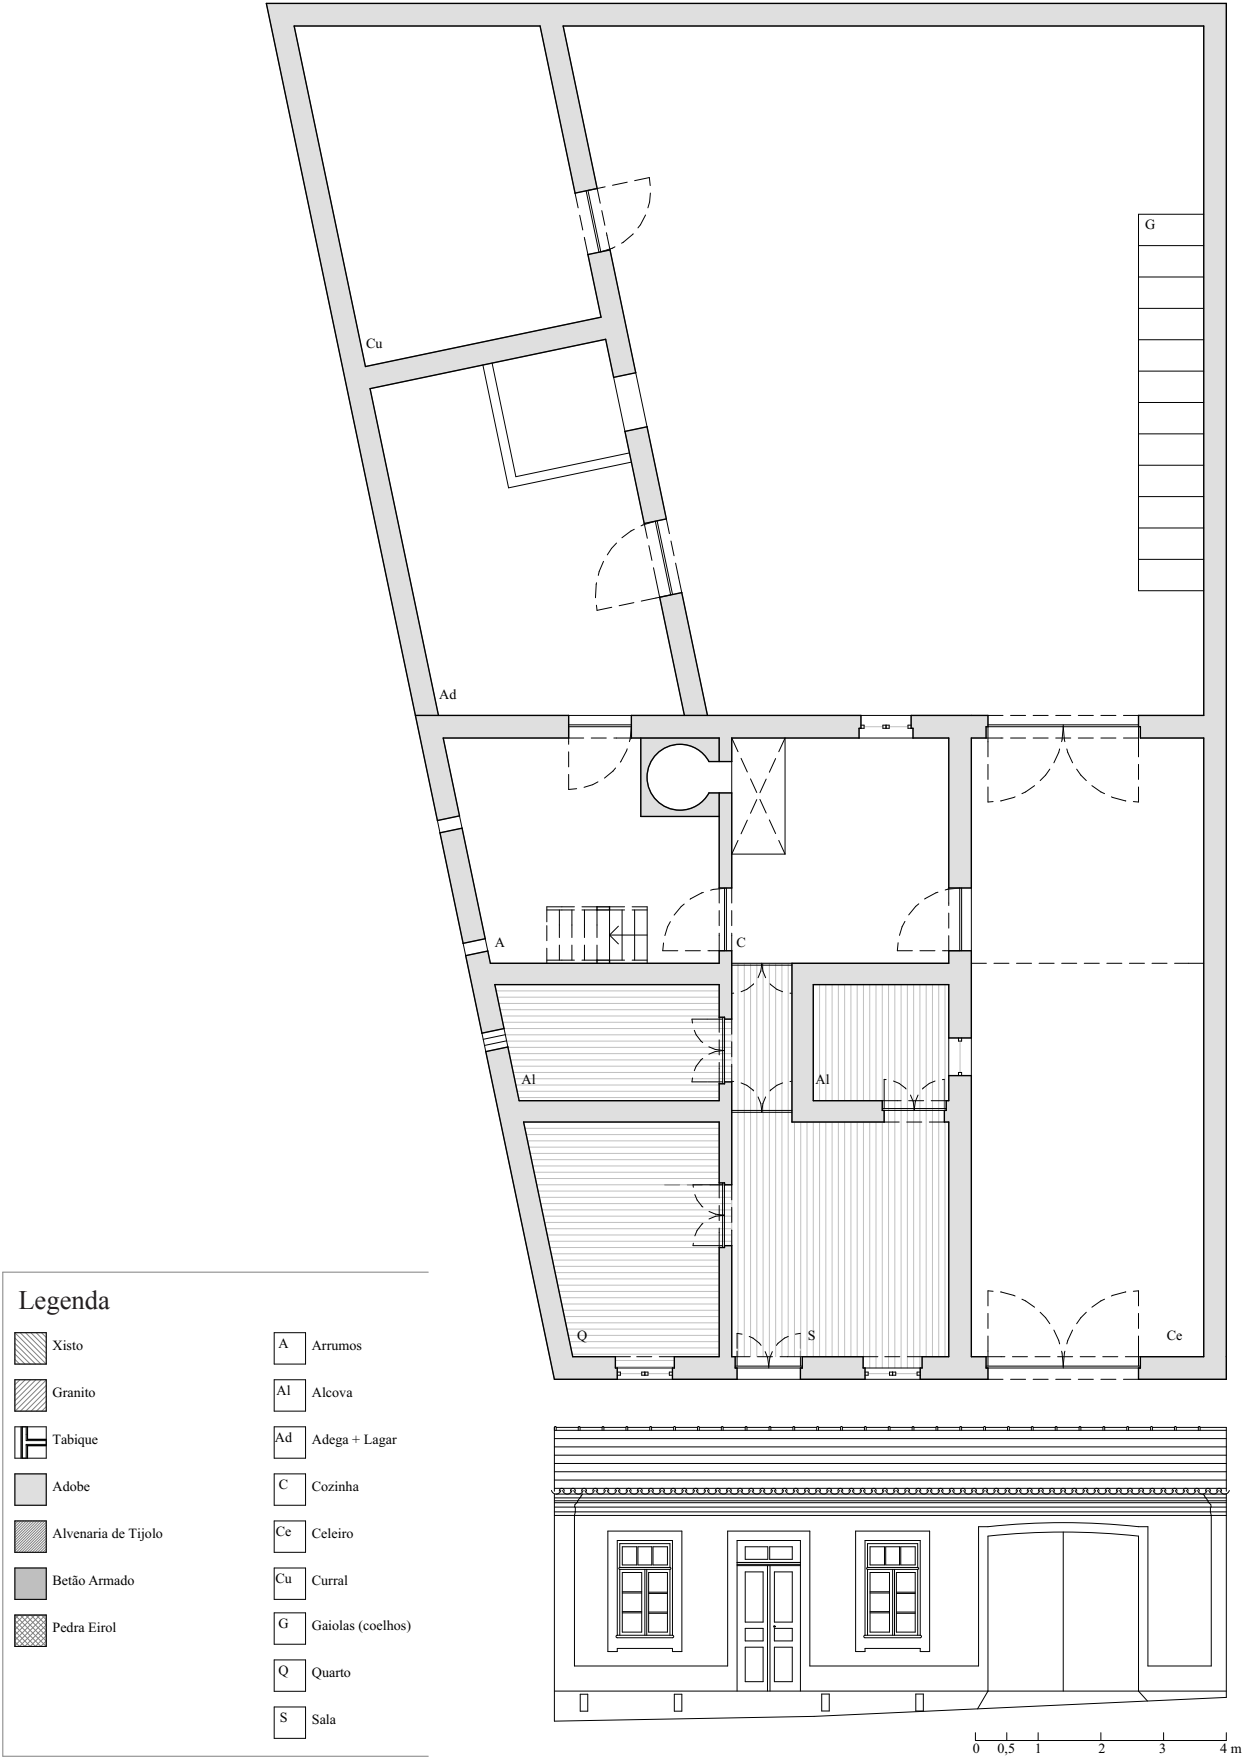 G
Cu
Ad
A
C
Al
Al
Q
S
Ce
Legenda
Xisto
Granito
Tabique
Adobe
Alvenaria de Tijolo
Betão Armado
Pedra Eirol
A Arrumos
Al Alcova
Ad Adega + Lagar
C Cozinha
Ce Celeiro
Cu Curral
G Gaiolas (coelhos)
Q Quarto
S Sala
0 0,5 1 2 3 4 m